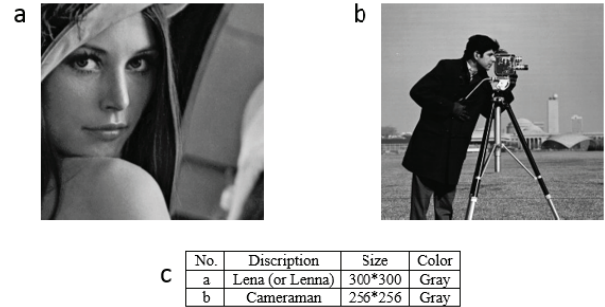 a
b
c
No. Discription Size Color
a Lena (or Lenna) 300*300 Gray
b Cameraman 256*256 Gray